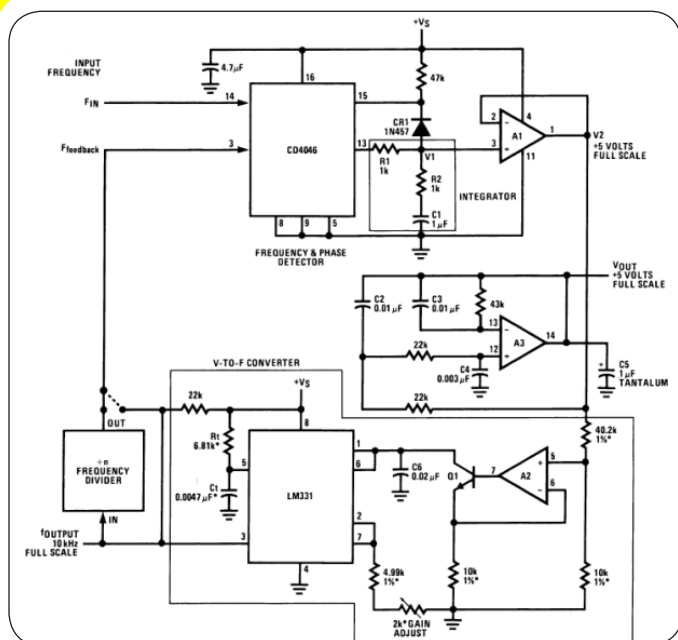 +VS
4.7µF
16
INPUT
FREQUENCY
47k
FIN
14
15
CR1
1N457
2
−
4
A1
1
V2
+5 VOLTS
FULL SCALE
Ffeedback
3
CD4046
13
R1
1k
V1
3
+
11
R2
1k
INTEGRATOR
C1
1µF
8
9
5
FREQUENCY & PHASE
DETECTOR
VOUT
+5 VOLTS
FULL SCALE
C2
0.01µF
C3
0.01µF
43k
13
−
A3
14
12
+
22k
C4
0.003µF
C5
+
1µF
TANTALUM
V-TO-F CONVERTER
22k
22k
+VS
40.2k
1%*
OUT
Rt
6.81k*
8
÷n
FREQUENCY
DIVIDER
5
1
6
C6
0.02µF
Q1
7
A2
+
5
−
6
Ct
0.0047µF*
LM331
IN
2
7
fOUTPUT
10kHz
FULL SCALE
3
4
4.99k
1%*
10k
1%*
10k
1%*
2k* GAIN
ADJUST